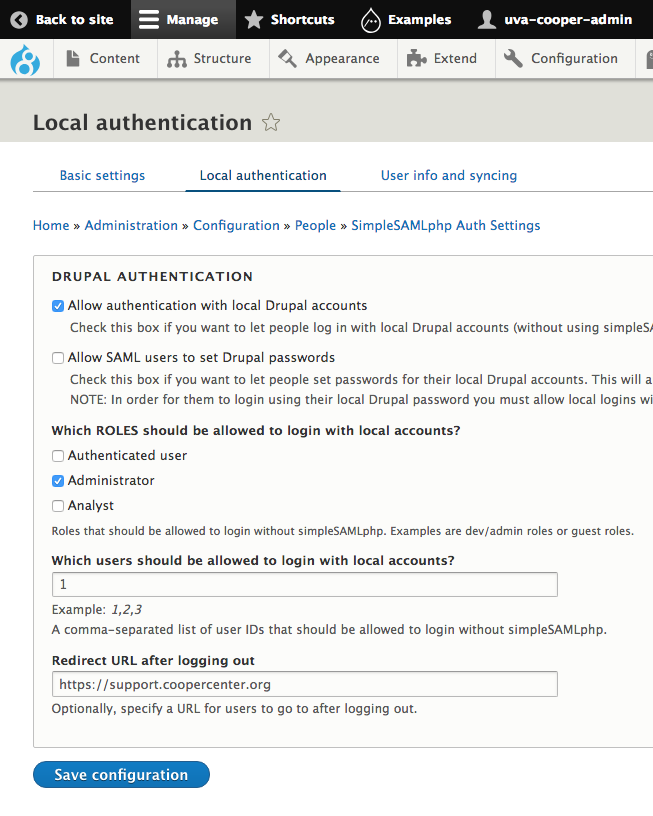 Back to site Manage Shortcuts Examples uva-cooper-admin
Content Structure Appearance Extend Configuration
Local authentication
Basic settings Local authentication User info and syncing
Home » Administration » Configuration » People » SimpleSAMLphp Auth Settings
DRUPAL AUTHENTICATION
Allow authentication with local Drupal accounts
Check this box if you want to let people log in with local Drupal accounts (without using simpleSA
Allow SAML users to set Drupal passwords
Check this box if you want to let people set passwords for their local Drupal accounts. This will a
NOTE: In order for them to login using their local Drupal password you must allow local logins wi
Which ROLES should be allowed to login with local accounts?
Authenticated user
Administrator
Analyst
Roles that should be allowed to login without simpleSAMLphp. Examples are dev/admin roles or guest roles.
Which users should be allowed to login with local accounts?
1
Example: 1,2,3
A comma-separated list of user IDs that should be allowed to login without simpleSAMLphp.
Redirect URL after logging out
https://support.coopercenter.org
Optionally, specify a URL for users to go to after logging out.
Save configuration